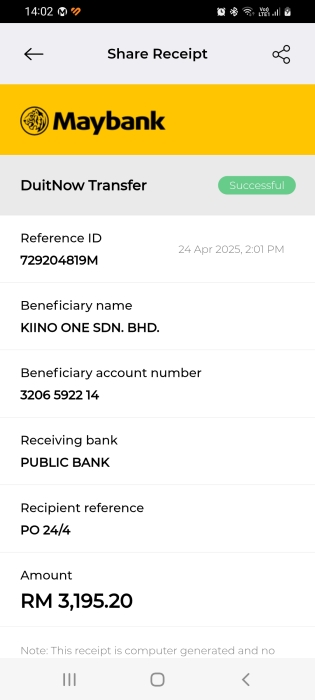 14:02
Share Receipt
Maybank
DuitNow Transfer Successful
Reference ID
729204819M
24 Apr 2025, 2:01 PM
Beneficiary name
KIINO ONE SDN. BHD.
Beneficiary account number
3206 5922 14
Receiving bank
PUBLIC BANK
Recipient reference
PO 24/4
Amount
RM 3,195.20
Note: This receipt is computer generated and no